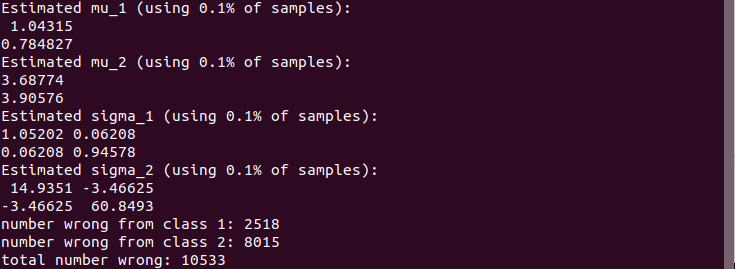 Estimated mu_1 (using 0.1% of samples):
1.04315
0.784827
Estimated mu_2 (using 0.1% of samples):
3.68774
3.90576
Estimated sigma_1 (using 0.1% of samples):
1.05202 0.06208
0.06208 0.94578
Estimated sigma_2 (using 0.1% of samples):
14.9351 -3.46625
-3.46625  60.8493
number wrong from class 1: 2518
number wrong from class 2: 8015
total number wrong: 10533